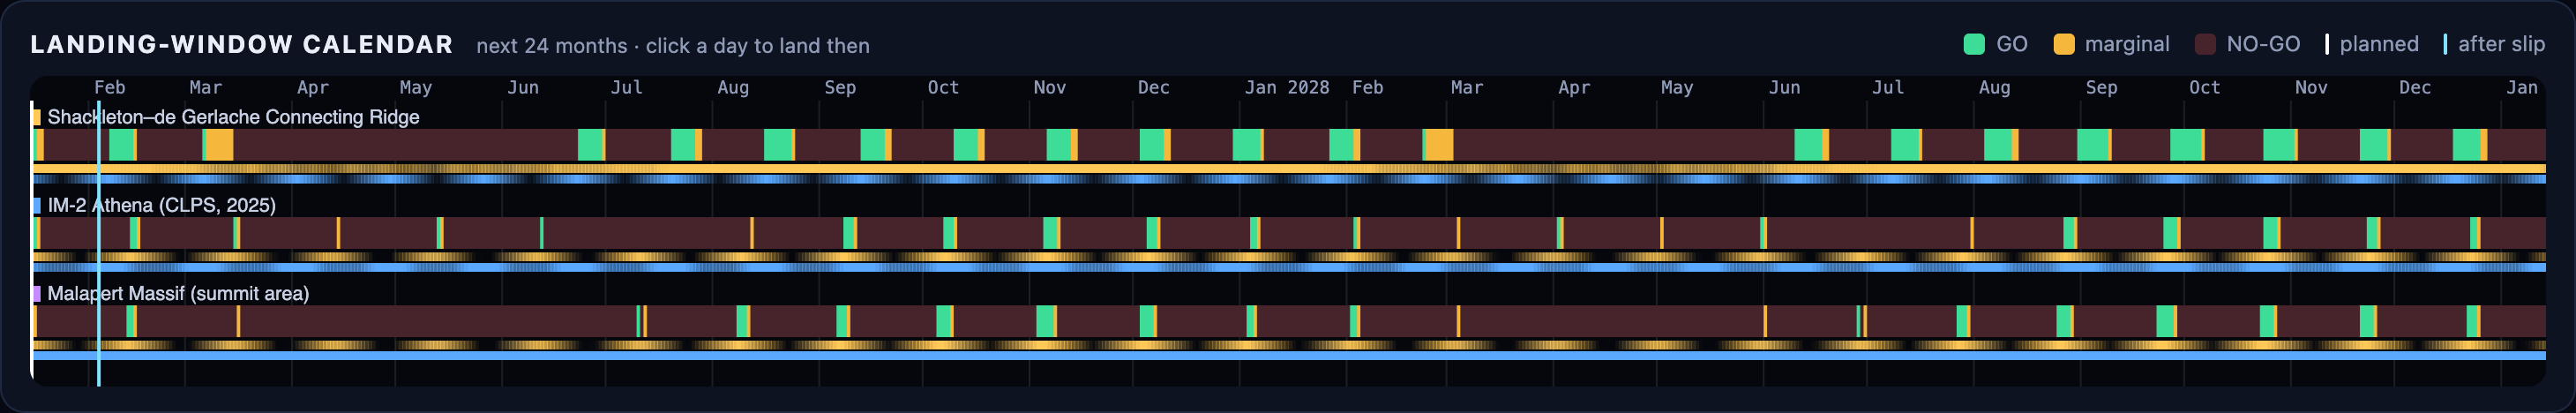 LANDING-WINDOW CALENDAR next 24 months · click a day to land then GO marginal NO-GO planned after slip
Feb Mar Apr May Jun Jul Aug Sep Oct Nov Dec Jan 2028 Feb Mar Apr May Jun Jul Aug Sep Oct Nov Dec Jan
Shackleton–de Gerlache Connecting Ridge
IM-2 Athena (CLPS, 2025)
Malapert Massif (summit area)